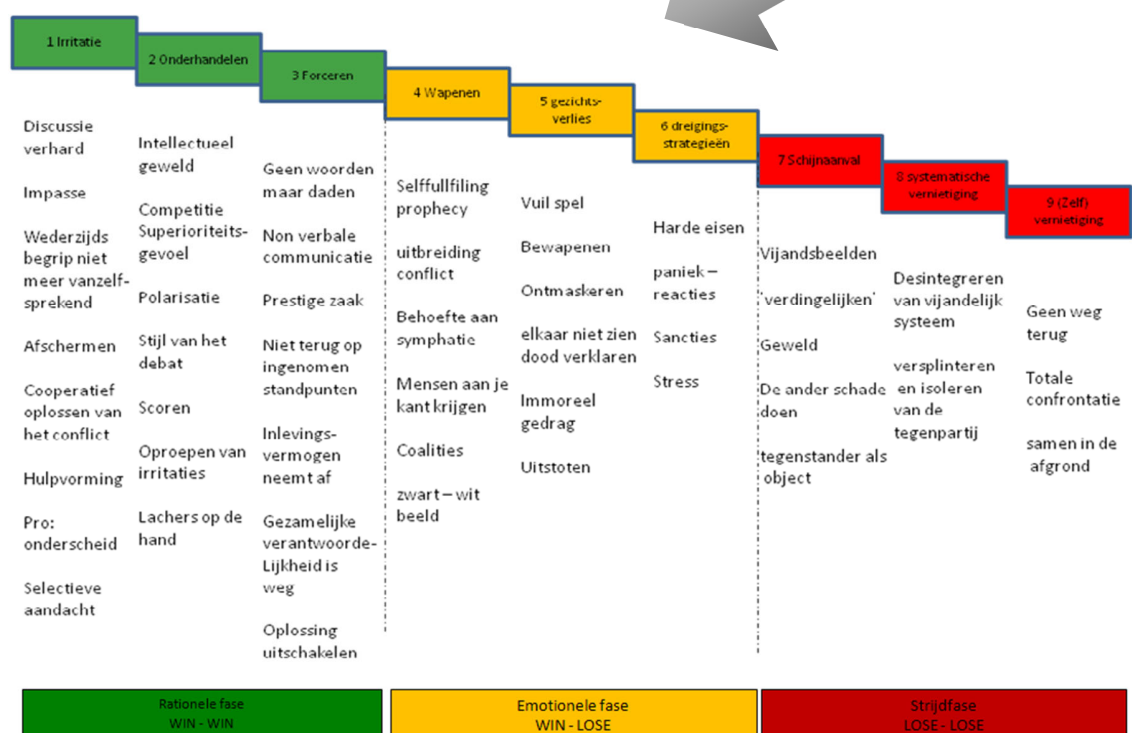 1 Irritatie
Discussie
verhard
Impasse
Wederzijds
begrip niet
meer vanzelf-
sprekend
Afschermen
Cooperatief
oplossen van
het conflict
Hulpvorming
Pro:
onderscheid
Selectieve
aandacht
2 Onderhandelen
Intellectueel
geweld
Competitie
Superioriteits-
gevoel
Polarisatie
Stijl van het
debat
Scoren
Oproepen van
irritaties
Lachers op de
hand
3 Forceren
Geen woorden
maar daden
Non verbale
communicatie
Prestige zaak
Niet terug op
ingenomen
standpunten
Inlevings-
vermogen
neemt af
Gezamelijke
verantwoorde-
Lijkheid is
weg
Oplossing
uitschakelen
4 Wapenen
Selffullfiling
prophecy
uitbreiding
conflict
Behoefte aan
symphatie
Mensen aan je
kant krijgen
Coalities
zwart – wit
beeld
5 gezichts-
verlies
Vuil spel
Bewapenen
Ontmaskeren
elkaar niet zien
dood verklaren
Immoreel
gedrag
Uitstoten
6 dreigings-
strategieën
Harde eisen
paniek –
reacties
Sancties
Stress
7 Schijnaanval
Vijandsbeelden
'verdingelijken'
Geweld
De ander schade
doen
tegenstander als
object
8 systematische
vernietiging
Desintegreren
van vijandelijk
systeem
versplinteren
en isoleren
van de
tegenpartij
9 (Zelf)
vernietiging
Geen weg
terug
Totale
confrontatie
samen in de
afgrond
Rationele fase
WIN - WIN
Emotionele fase
WIN - LOSE
Strijdfase
LOSE - LOSE